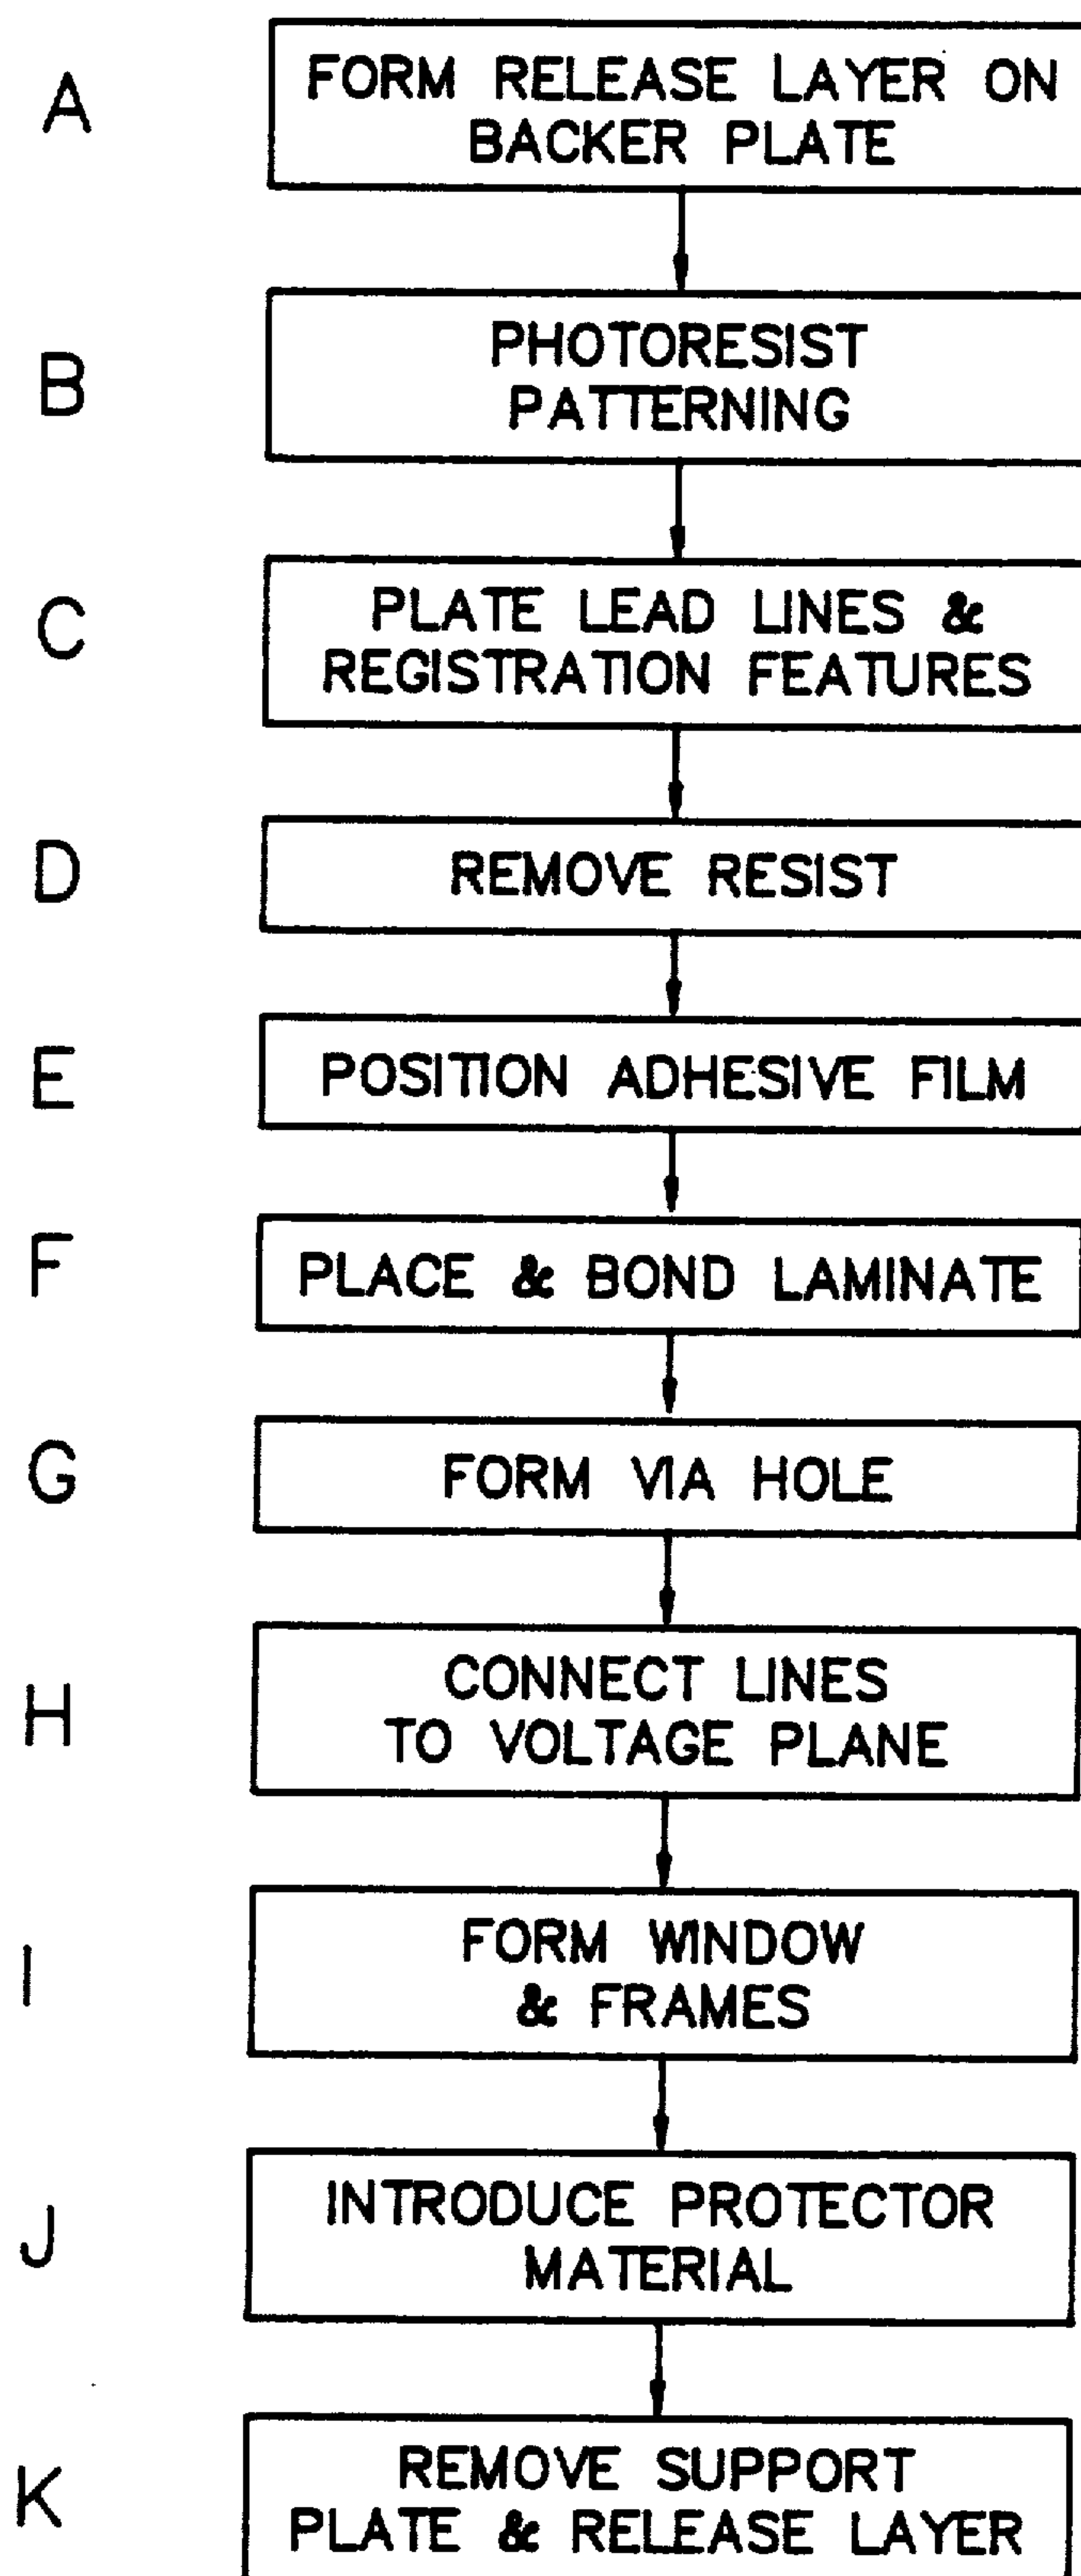 A
FORM RELEASE LAYER ON
BACKER PLATE
B
PHOTORESIST
PATTERNING
C
PLATE LEAD LINES &
REGISTRATION FEATURES
D
REMOVE RESIST
E
POSITION ADHESIVE FILM
F
PLACE & BOND LAMINATE
G
FORM VIA HOLE
H
CONNECT LINES
TO VOLTAGE PLANE
I
FORM WINDOW
& FRAMES
J
INTRODUCE PROTECTOR
MATERIAL
K
REMOVE SUPPORT
PLATE & RELEASE LAYER